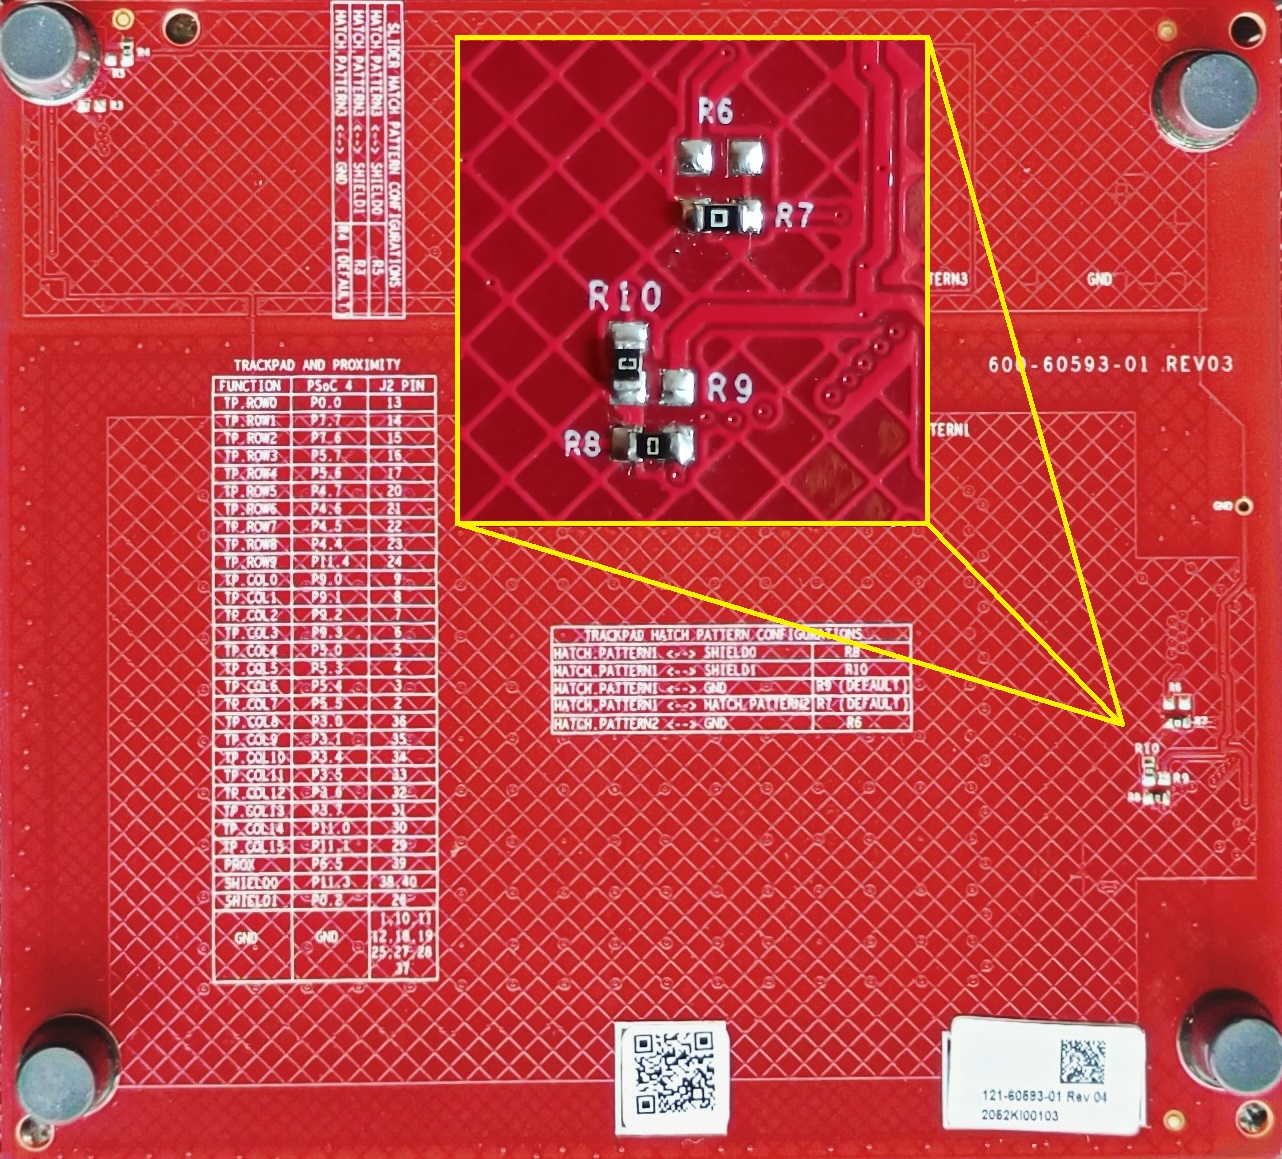 R4
R5
R3
SLIDER HATCH PATTERN CONFIGURATIONS
HATCH.PATTERN3 <--> SHIELD0 R5
HATCH.PATTERN3 <--> SHIELD1 R3
HATCH.PATTERN3 <--> GND R4 (DEFAULT)
R6
0
R7
R10
0
R9
R8
0
TERN3
GND
600-60593-01 REV03
TERN1
GND
TRACKPAD AND PROXIMITY
FUNCTION PSoC 4 J2 PIN
TP.ROW0 P0.0 13
TP.ROW1 P7.7 14
TP.ROW2 P7.6 15
TP.ROW3 P5.7 16
TP.ROW4 P5.6 17
TP.ROW5 P4.7 20
TP.ROW6 P4.6 21
TP.ROW7 P4.5 22
TP.ROW8 P4.4 23
TP.ROW9 P11.4 24
TP.COL0 P9.0 9
TP.COL1 P9.1 8
TP.COL2 P9.2 7
TP.COL3 P9.3 6
TP.COL4 P5.0 5
TP.COL5 P5.3 4
TP.COL6 P5.4 3
TP.COL7 P5.5 2
TP.COL8 P3.0 36
TP.COL9 P3.1 35
TP.COL10 P3.4 34
TP.COL11 P3.5 33
TP.COL12 P3.6 32
TP.COL13 P3.7 31
TP.COL14 P11.0 30
TP.COL15 P11.1 29
PROX P6.5 39
SHIELD0 P11.3 38,40
SHIELD1 P0.2 26
GND GND 1,10,11
12,18,19
25,27,28
37
TRACKPAD HATCH PATTERN CONFIGURATIONS
HATCH.PATTERN1 <--> SHIELD0 R8
HATCH.PATTERN1 <--> SHIELD1 R10
HATCH.PATTERN1 <--> GND R9 (DEFAULT)
HATCH.PATTERN1 <--> HATCH.PATTERN2 R7 (DEFAULT)
HATCH.PATTERN2 <--> GND R6
R6
R7
R10
R9
R8
121-60593-01 Rev 04
2052KI00103